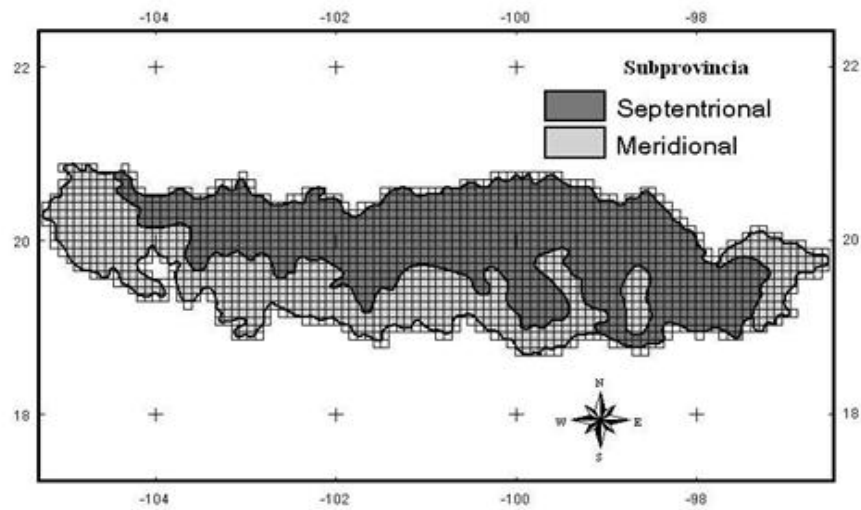 -104 -102 -100 -98
22 22
Subprovincia
Septentrional
Meridional
20 20
N
W E
S
18 18
-104 -102 -100 -98